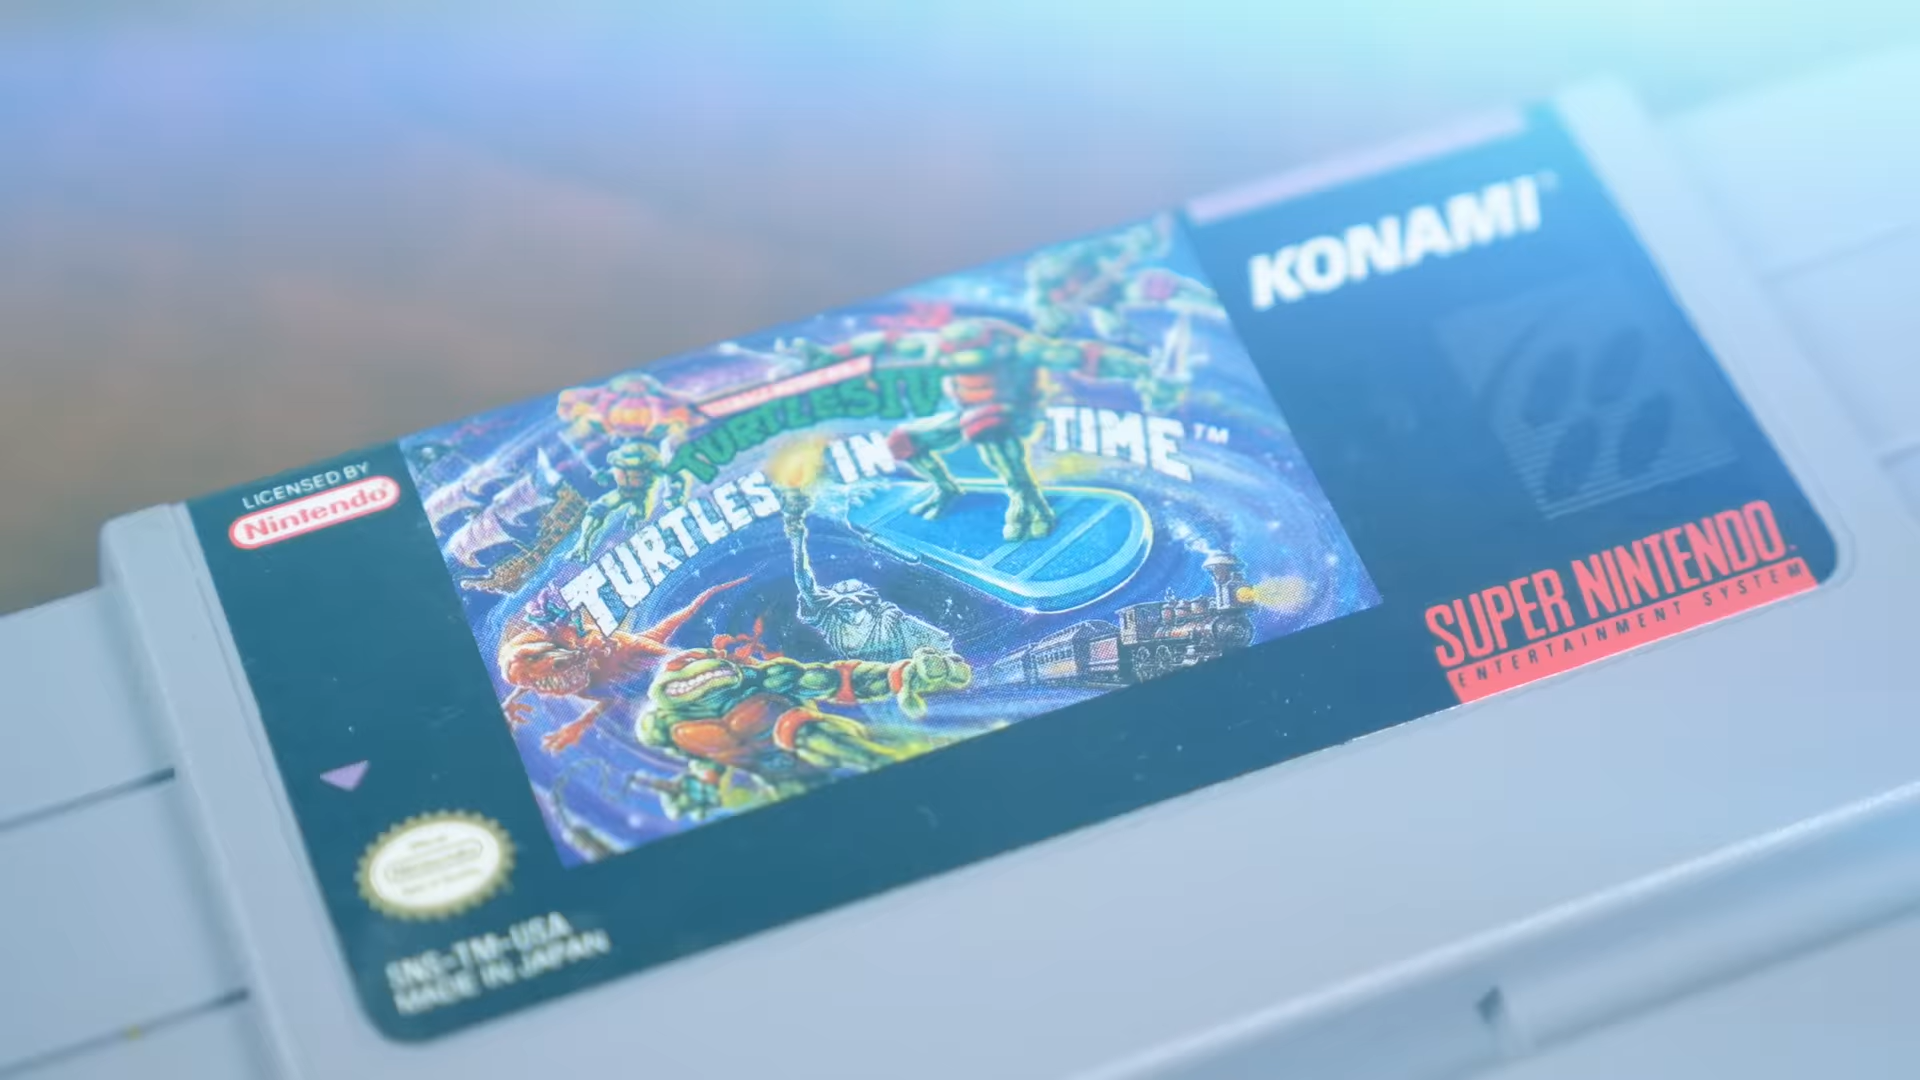 LICENSED BY
Nintendo®
TURTLES IV
TURTLES IN TIME™
KONAMI®
SUPER NINTENDO
ENTERTAINMENT SYSTEM
SNS-TM-USA
MADE IN JAPAN